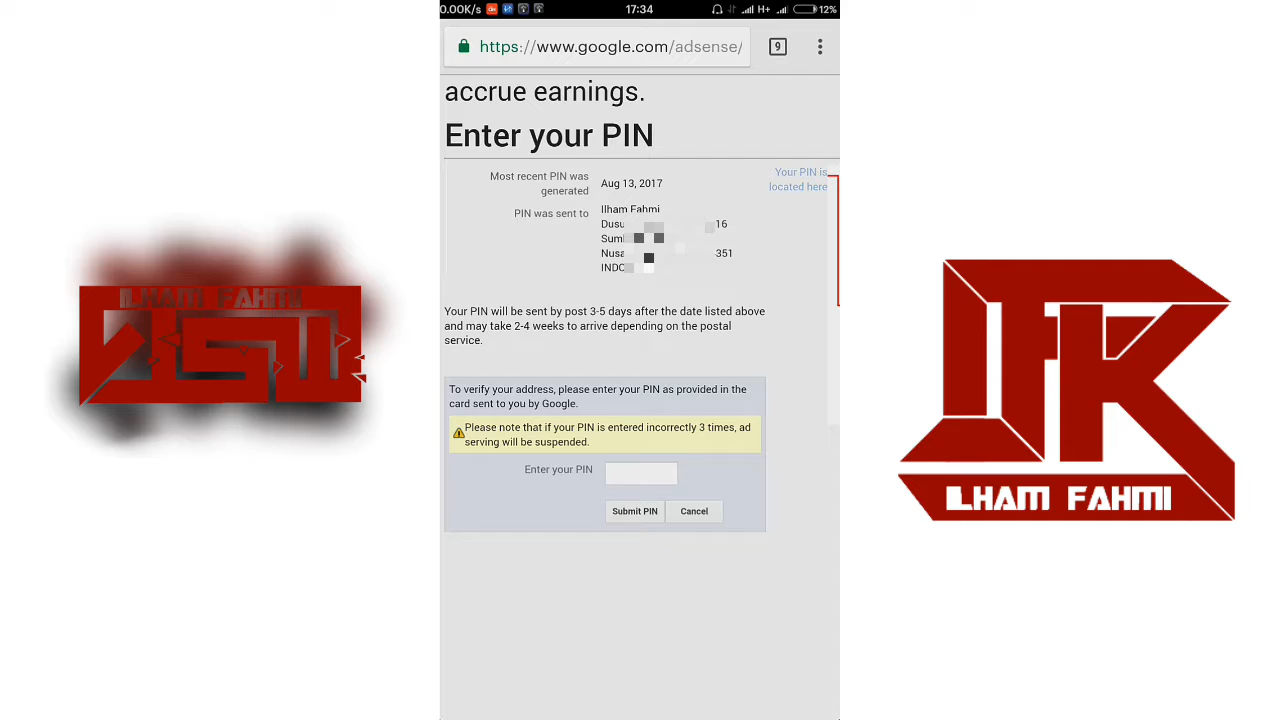 0.00K/s
17:34
H+
12%
https://www.google.com/adsense/
9
accrue earnings.
Enter your PIN
Most recent PIN was
generated
Aug 13, 2017
Your PIN is
located here
PIN was sent to
Ilham Fahmi
Dusu 16
Sum
Nusa 351
INDO
Your PIN will be sent by post 3-5 days after the date listed above
and may take 2-4 weeks to arrive depending on the postal
service.
To verify your address, please enter your PIN as provided in the
card sent to you by Google.
Please note that if your PIN is entered incorrectly 3 times, ad
serving will be suspended.
Enter your PIN
Submit PIN
Cancel
ILHAM FAHMI
ILHAM FAHMI